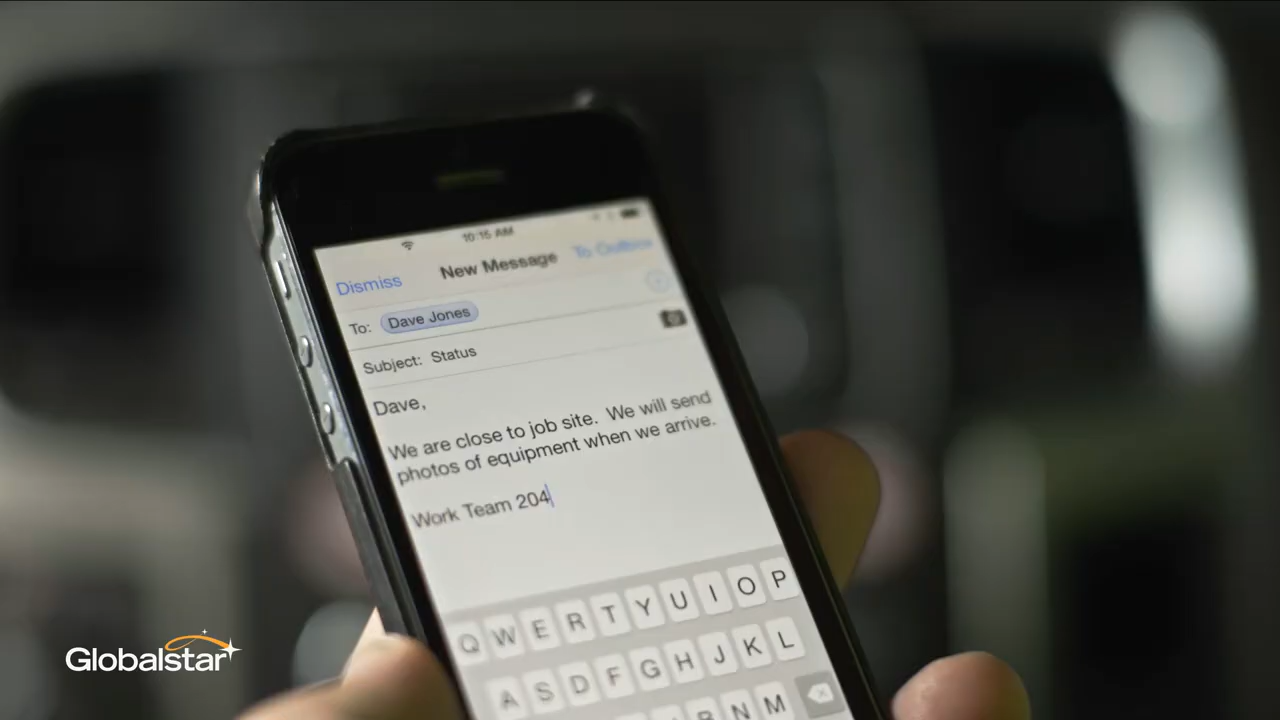 10:15 AM
Dismiss New Message To Outbox
To: Dave Jones
Subject: Status
Dave,
We are close to job site. We will send
photos of equipment when we arrive.
Work Team 204
Q W E R T Y U I O P
A S D F G H J K L
B N M
Globalstar